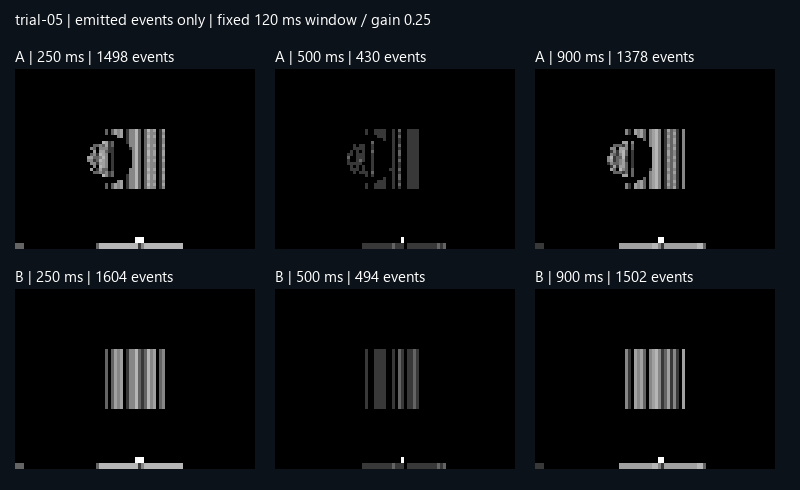 trial-05 | emitted events only | fixed 120 ms window / gain 0.25
A | 250 ms | 1498 events
A | 500 ms | 430 events
A | 900 ms | 1378 events
B | 250 ms | 1604 events
B | 500 ms | 494 events
B | 900 ms | 1502 events